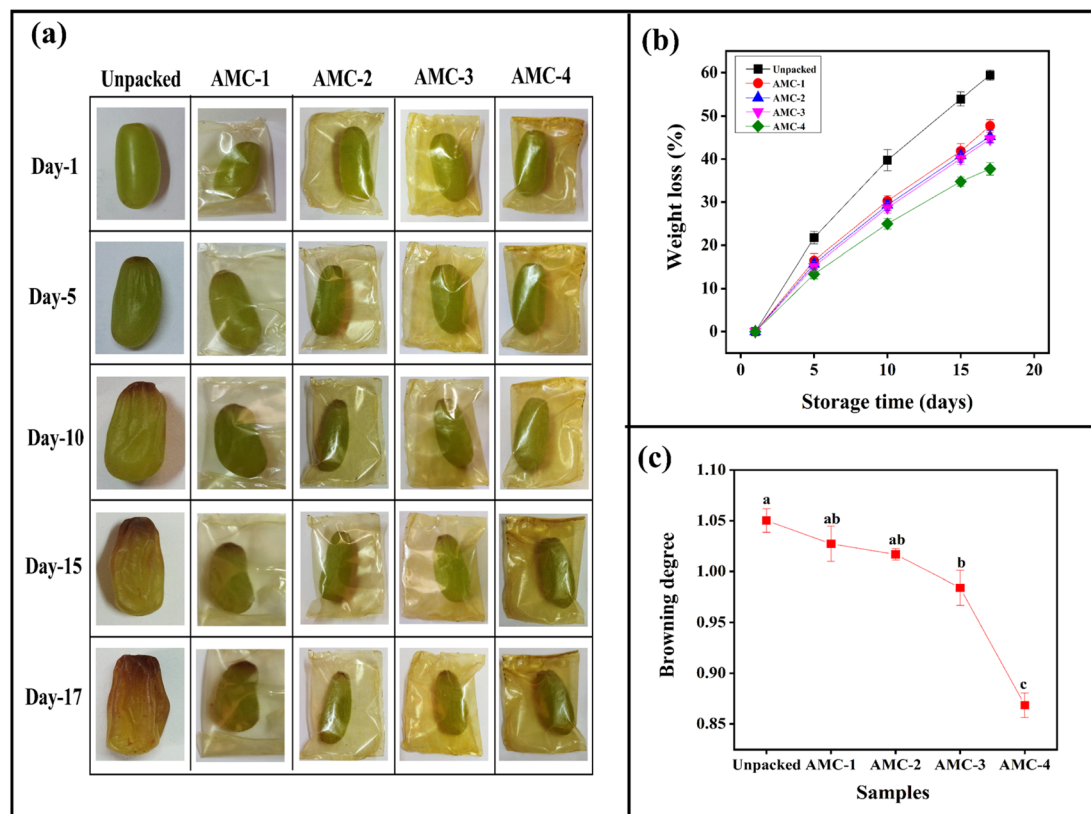 (a)
Unpacked AMC-1 AMC-2 AMC-3 AMC-4
Day-1
Day-5
Day-10
Day-15
Day-17
(b)
Unpacked
AMC-1
AMC-2
AMC-3
AMC-4
60
50
40
30
20
10
0
Weight loss (%)
0 5 10 15 20
Storage time (days)
(c)
1.10
1.05
1.00
0.95
0.90
0.85
Browning degree
a
ab
ab
b
c
Unpacked AMC-1 AMC-2 AMC-3 AMC-4
Samples